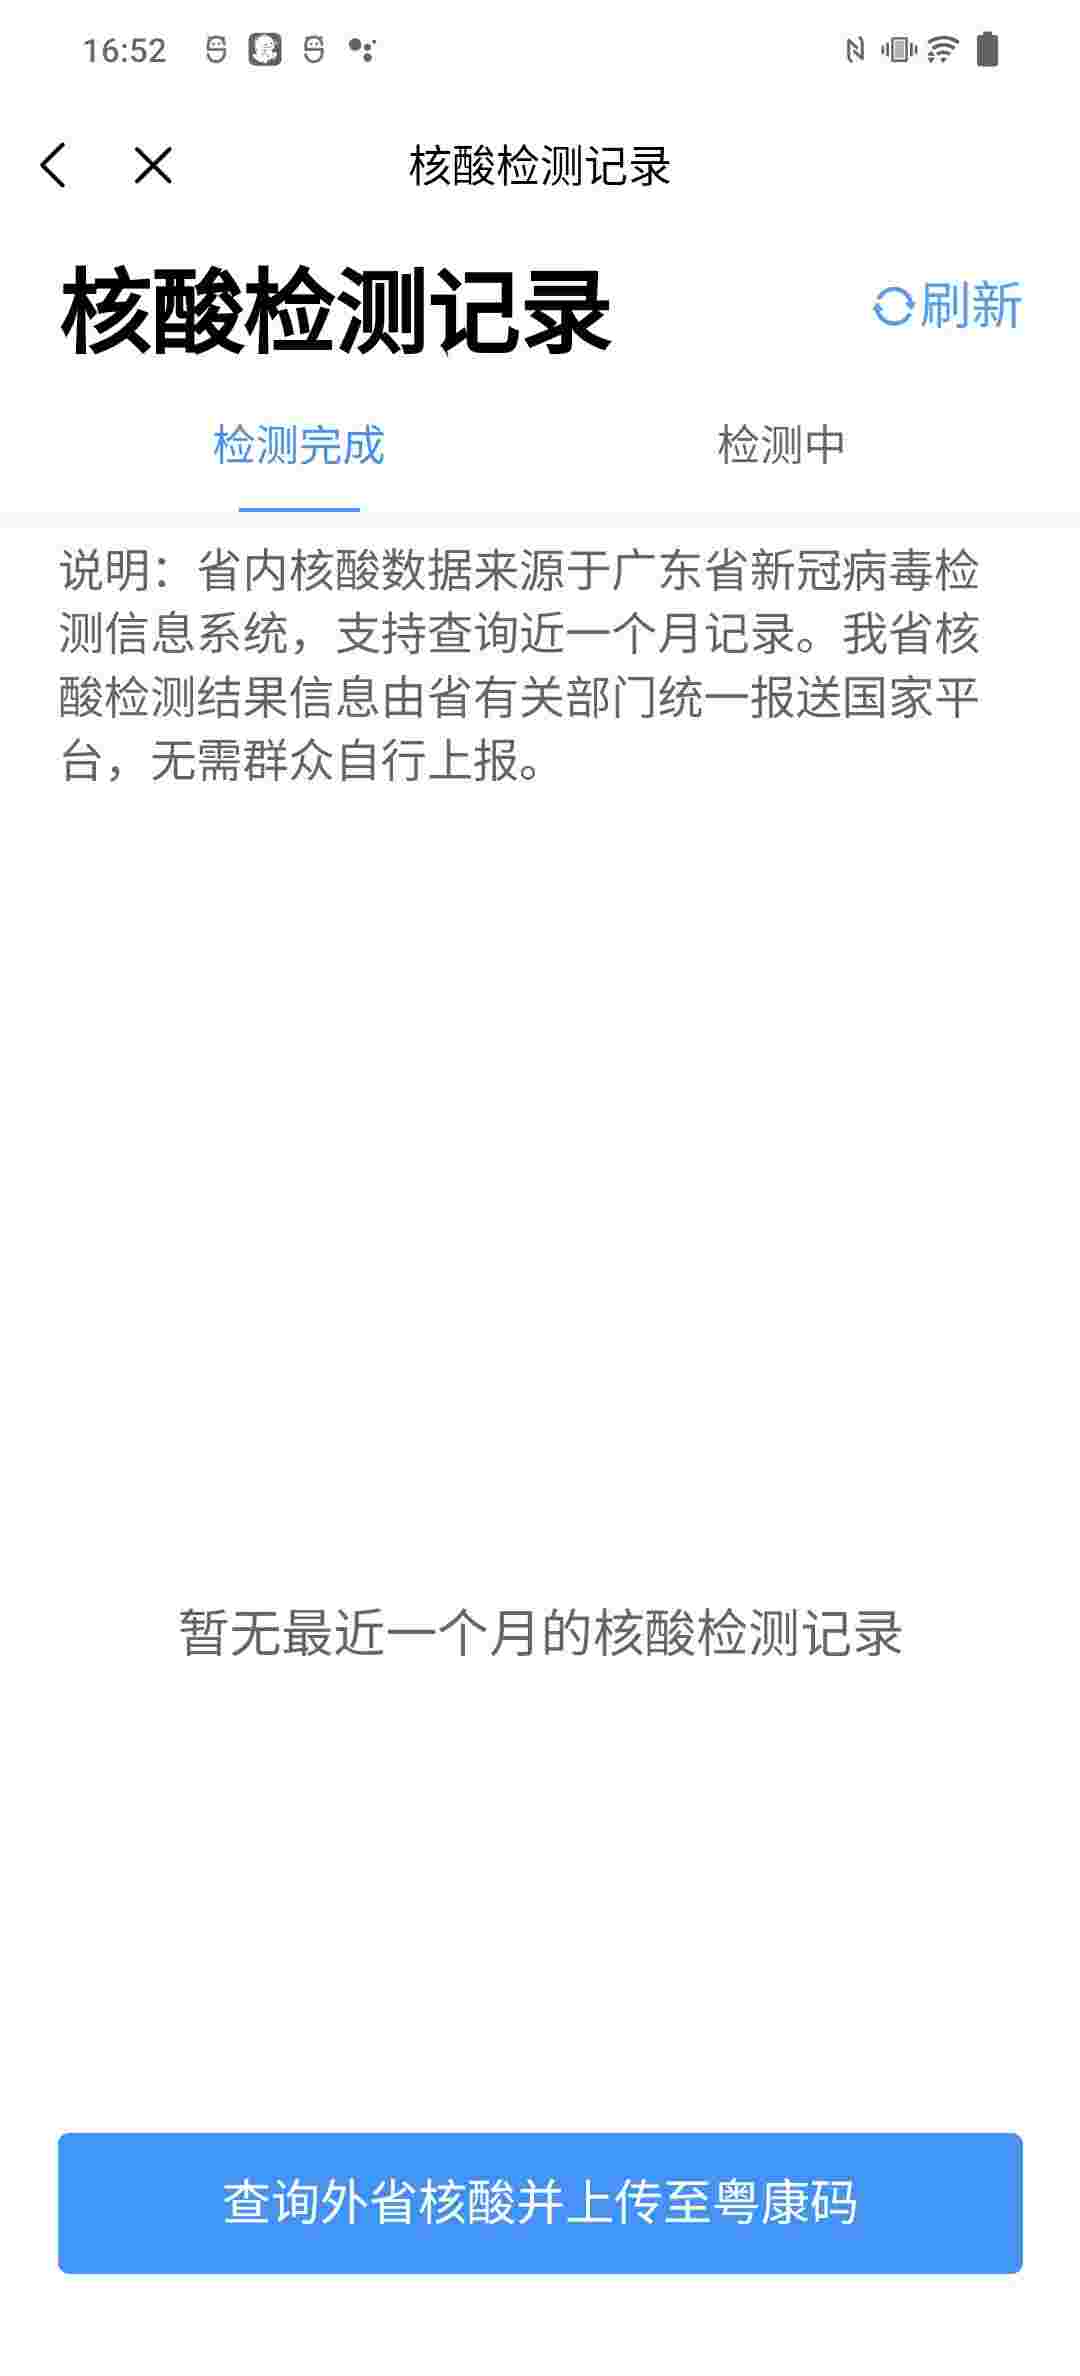 16:52
核酸检测记录
核酸检测记录
刷新
检测完成
检测中
说明：省内核酸数据来源于广东省新冠病毒检
测信息系统，支持查询近一个月记录。我省核
酸检测结果信息由省有关部门统一报送国家平
台，无需群众自行上报。
暂无最近一个月的核酸检测记录
查询外省核酸并上传至粤康码